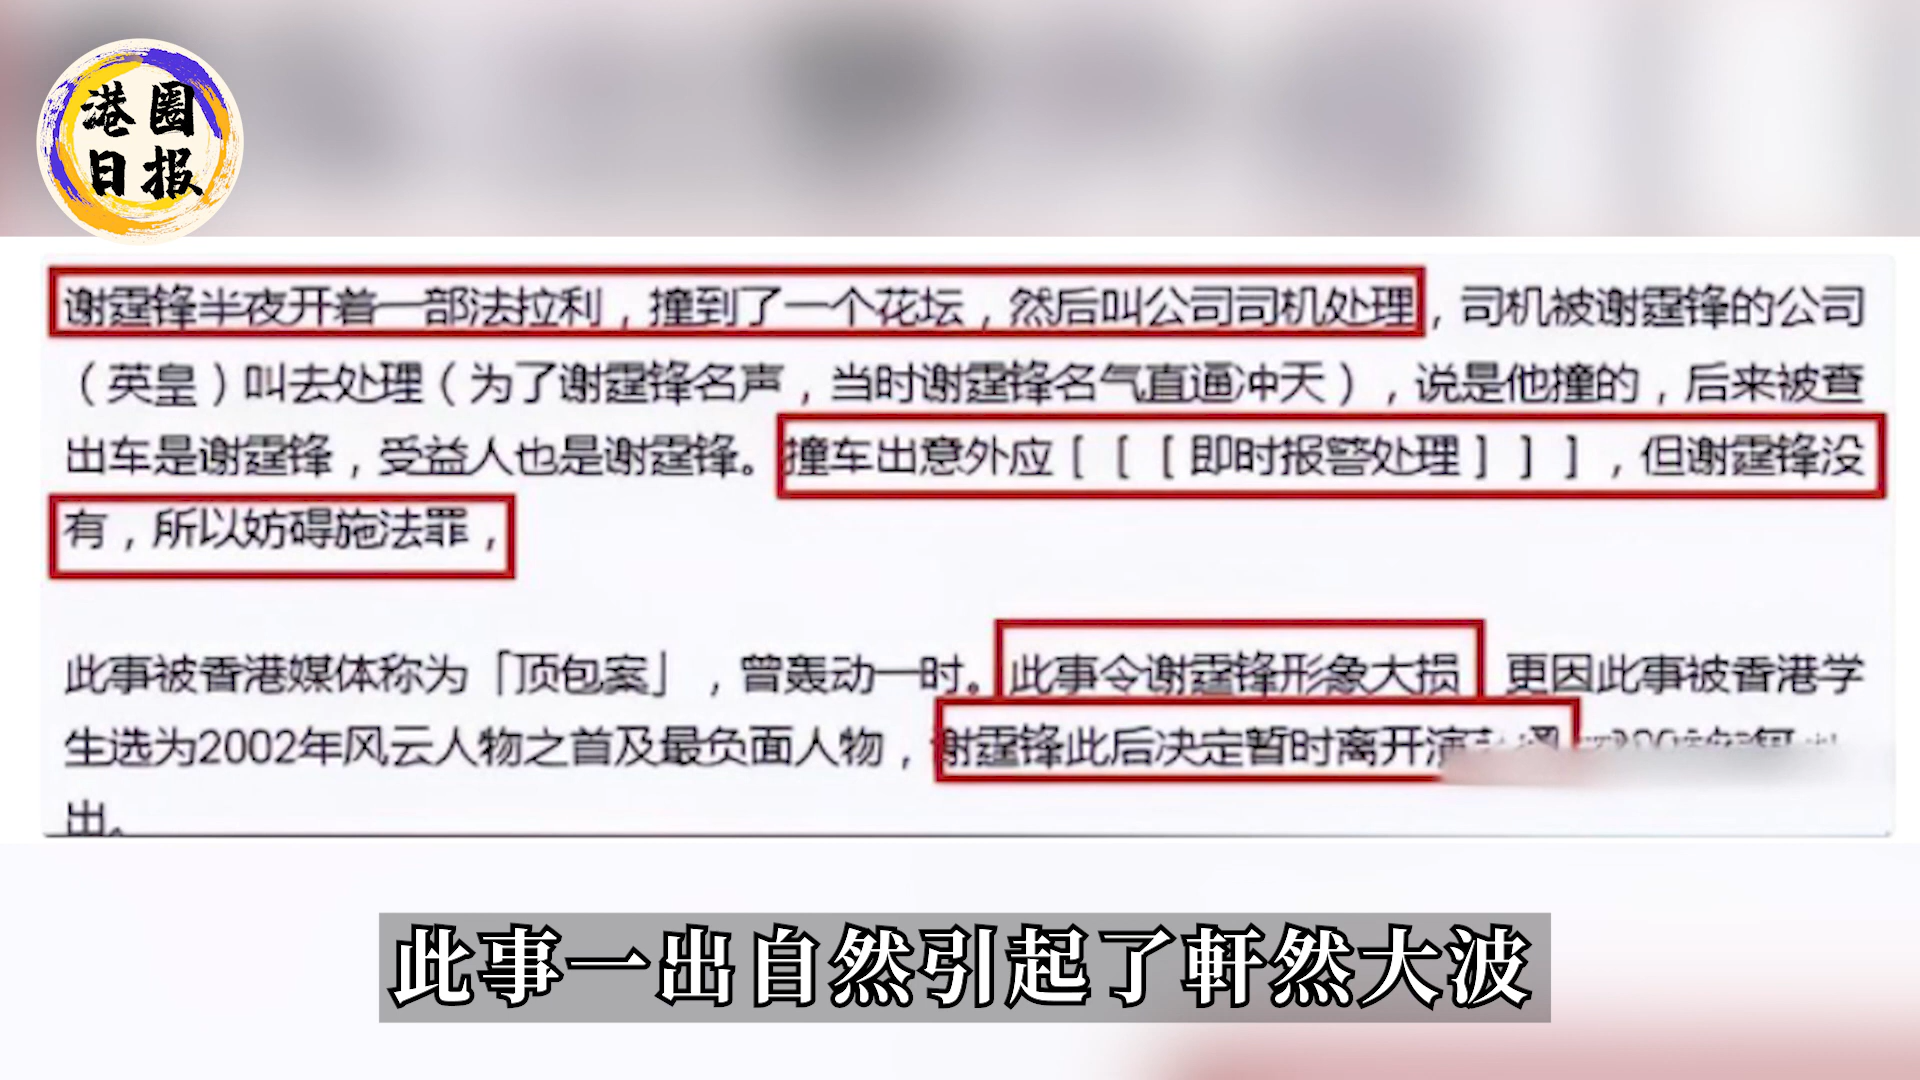 港圈
日报
谢霆锋半夜开着一部法拉利，撞到了一个花坛，然后叫公司司机处理，司机被谢霆锋的公司
（英皇）叫去处理（为了谢霆锋名声，当时谢霆锋名气直逼冲天），说是他撞的，后来被查
出车是谢霆锋，受益人也是谢霆锋。撞车出意外应[[[即时报警处理]]]，但谢霆锋没
有，所以妨碍施法罪，
此事被香港媒体称为「顶包案」，曾轰动一时。此事令谢霆锋形象大损 更因此事被香港学
生选为2002年风云人物之首及最负面人物，谢霆锋此后决定暂时离开演
出。
此事一出自然引起了軒然大波